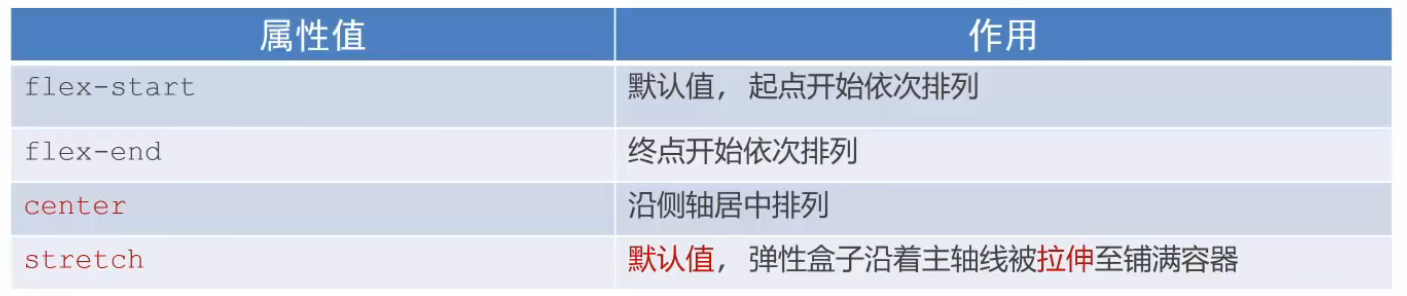 属性值 作用
flex-start 默认值, 起点开始依次排列
flex-end 终点开始依次排列
center 沿侧轴居中排列
stretch 默认值, 弹性盒子沿着主轴线被拉伸至铺满容器